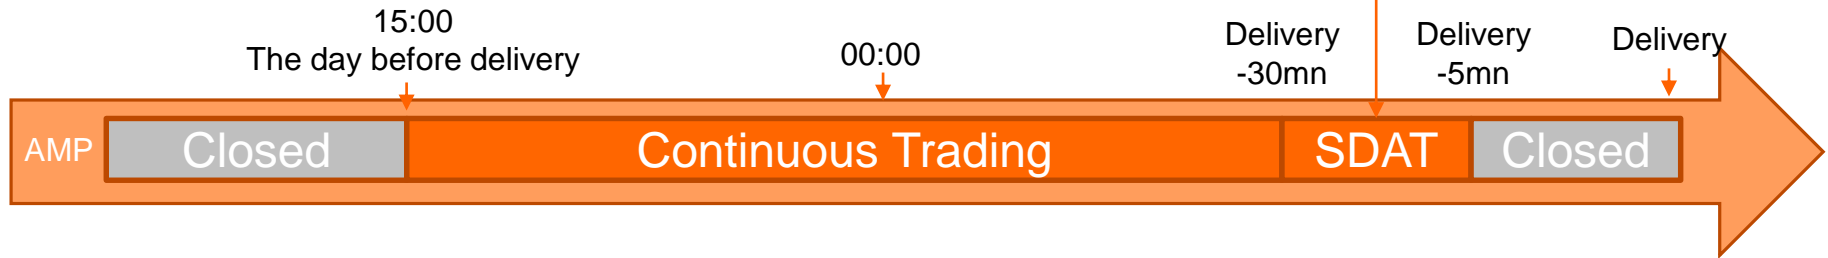 15:00
The day before delivery
00:00
Delivery
-30mn
Delivery
-5mn
Delivery
AMP
Closed
Continuous Trading
SDAT
Closed